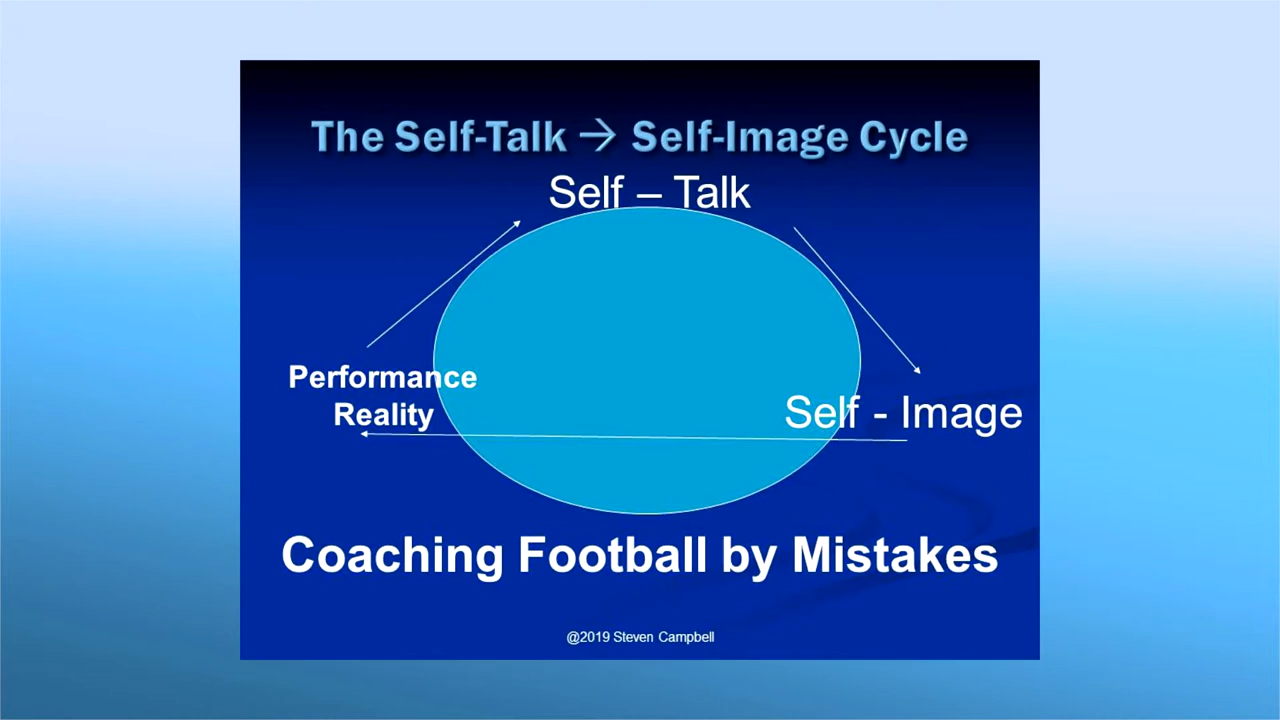 The Self-Talk → Self-Image Cycle
Self – Talk
Performance
Reality
Self - Image
Coaching Football by Mistakes
@2019 Steven Campbell